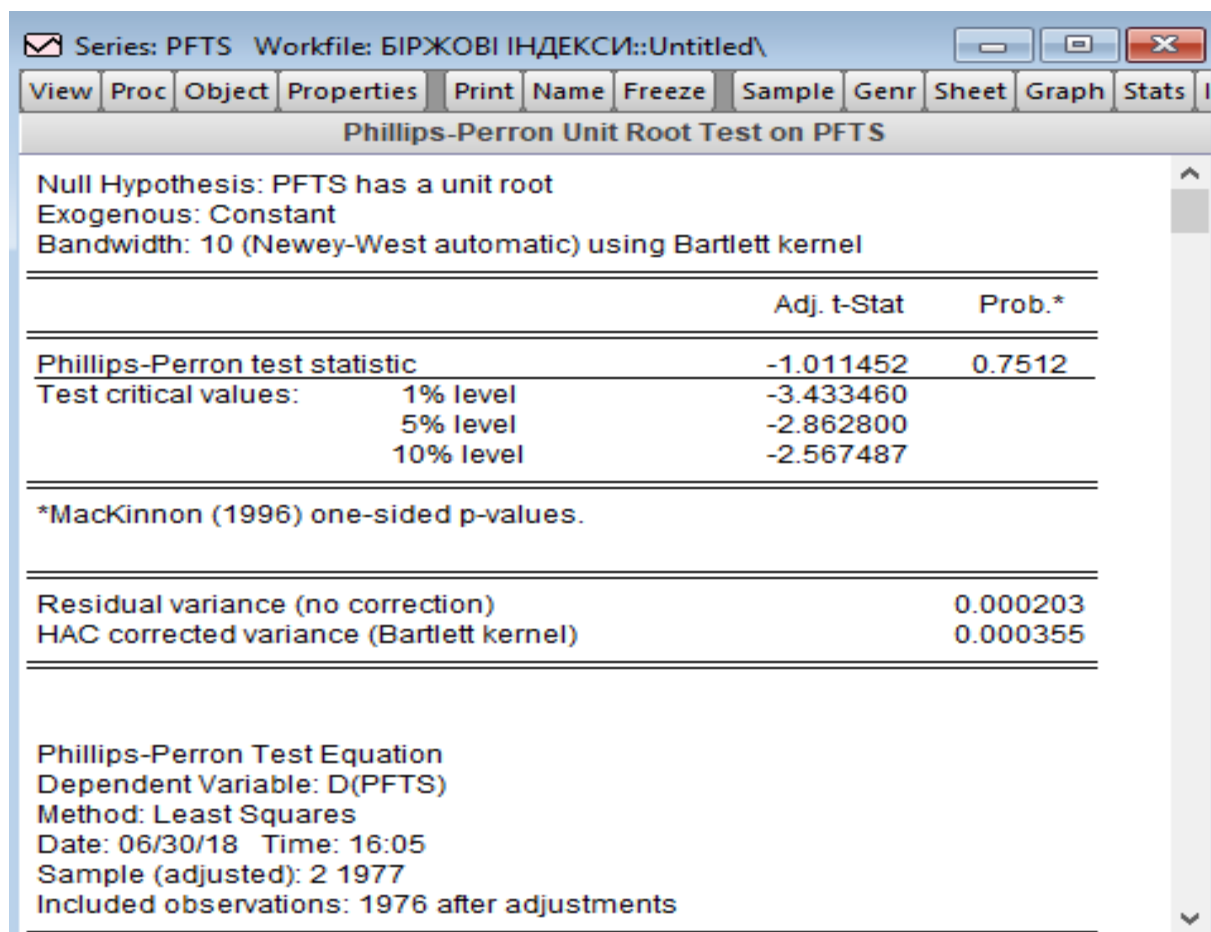 Series: PFTS Workfile: БІРЖОВІ ІНДЕКСИ::Untitled\
View Proc Object Properties Print Name Freeze Sample Genr Sheet Graph Stats
Phillips-Perron Unit Root Test on PFTS
Null Hypothesis: PFTS has a unit root
Exogenous: Constant
Bandwidth: 10 (Newey-West automatic) using Bartlett kernel
Adj. t-Stat Prob.*
Phillips-Perron test statistic -1.011452 0.7512
Test critical values: 1% level -3.433460
5% level -2.862800
10% level -2.567487
*MacKinnon (1996) one-sided p-values.
Residual variance (no correction) 0.000203
HAC corrected variance (Bartlett kernel) 0.000355
Phillips-Perron Test Equation
Dependent Variable: D(PFTS)
Method: Least Squares
Date: 06/30/18 Time: 16:05
Sample (adjusted): 2 1977
Included observations: 1976 after adjustments